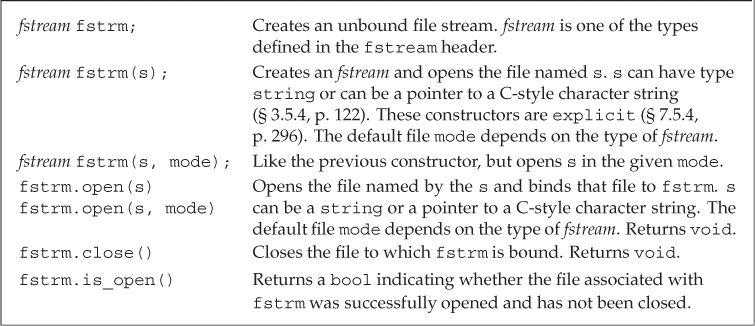 fstream fstrm; Creates an unbound file stream. fstream is one of the types
defined in the fstream header.
fstream fstrm(s); Creates an fstream and opens the file named s. s can have type
string or can be a pointer to a C-style character string
(§ 3.5.4, p. 122). These constructors are explicit (§ 7.5.4,
p. 296). The default file mode depends on the type of fstream.
fstream fstrm(s, mode); Like the previous constructor, but opens s in the given mode.
fstrm.open(s) Opens the file named by the s and binds that file to fstrm. s
fstrm.open(s, mode) can be a string or a pointer to a C-style character string. The
default file mode depends on the type of fstream. Returns void.
fstrm.close() Closes the file to which fstrm is bound. Returns void.
fstrm.is_open() Returns a bool indicating whether the file associated with
fstrm was successfully opened and has not been closed.